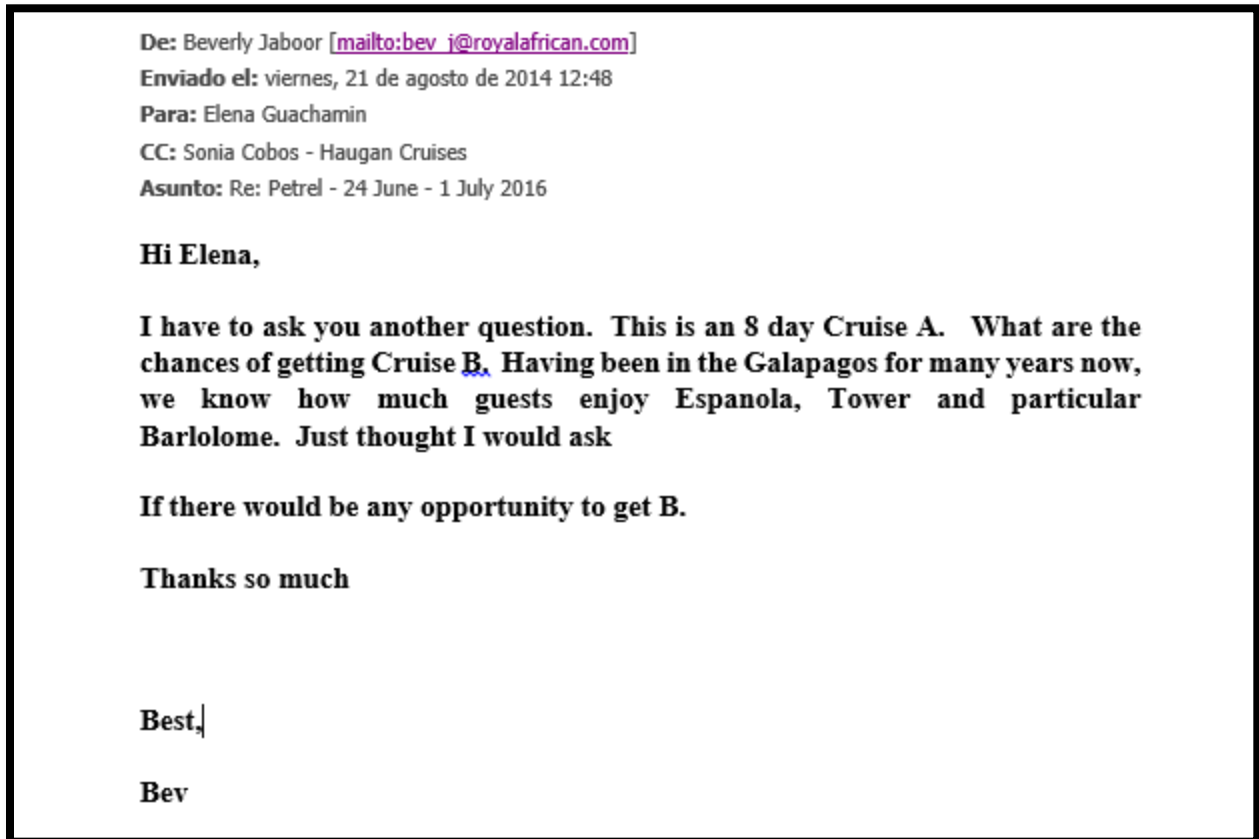 De: Beverly Jaboor [mailto:bev_j@royalafrican.com]
Enviado el: viernes, 21 de agosto de 2014 12:48
Para: Elena Guachamin
CC: Sonia Cobos - Haugan Cruises
Asunto: Re: Petrel - 24 June - 1 July 2016
Hi Elena,
I have to ask you another question. This is an 8 day Cruise A. What are the
chances of getting Cruise B. Having been in the Galapagos for many years now,
we know how much guests enjoy Espanola, Tower and particular
Barlolome. Just thought I would ask
If there would be any opportunity to get B.
Thanks so much
Best,
Bev